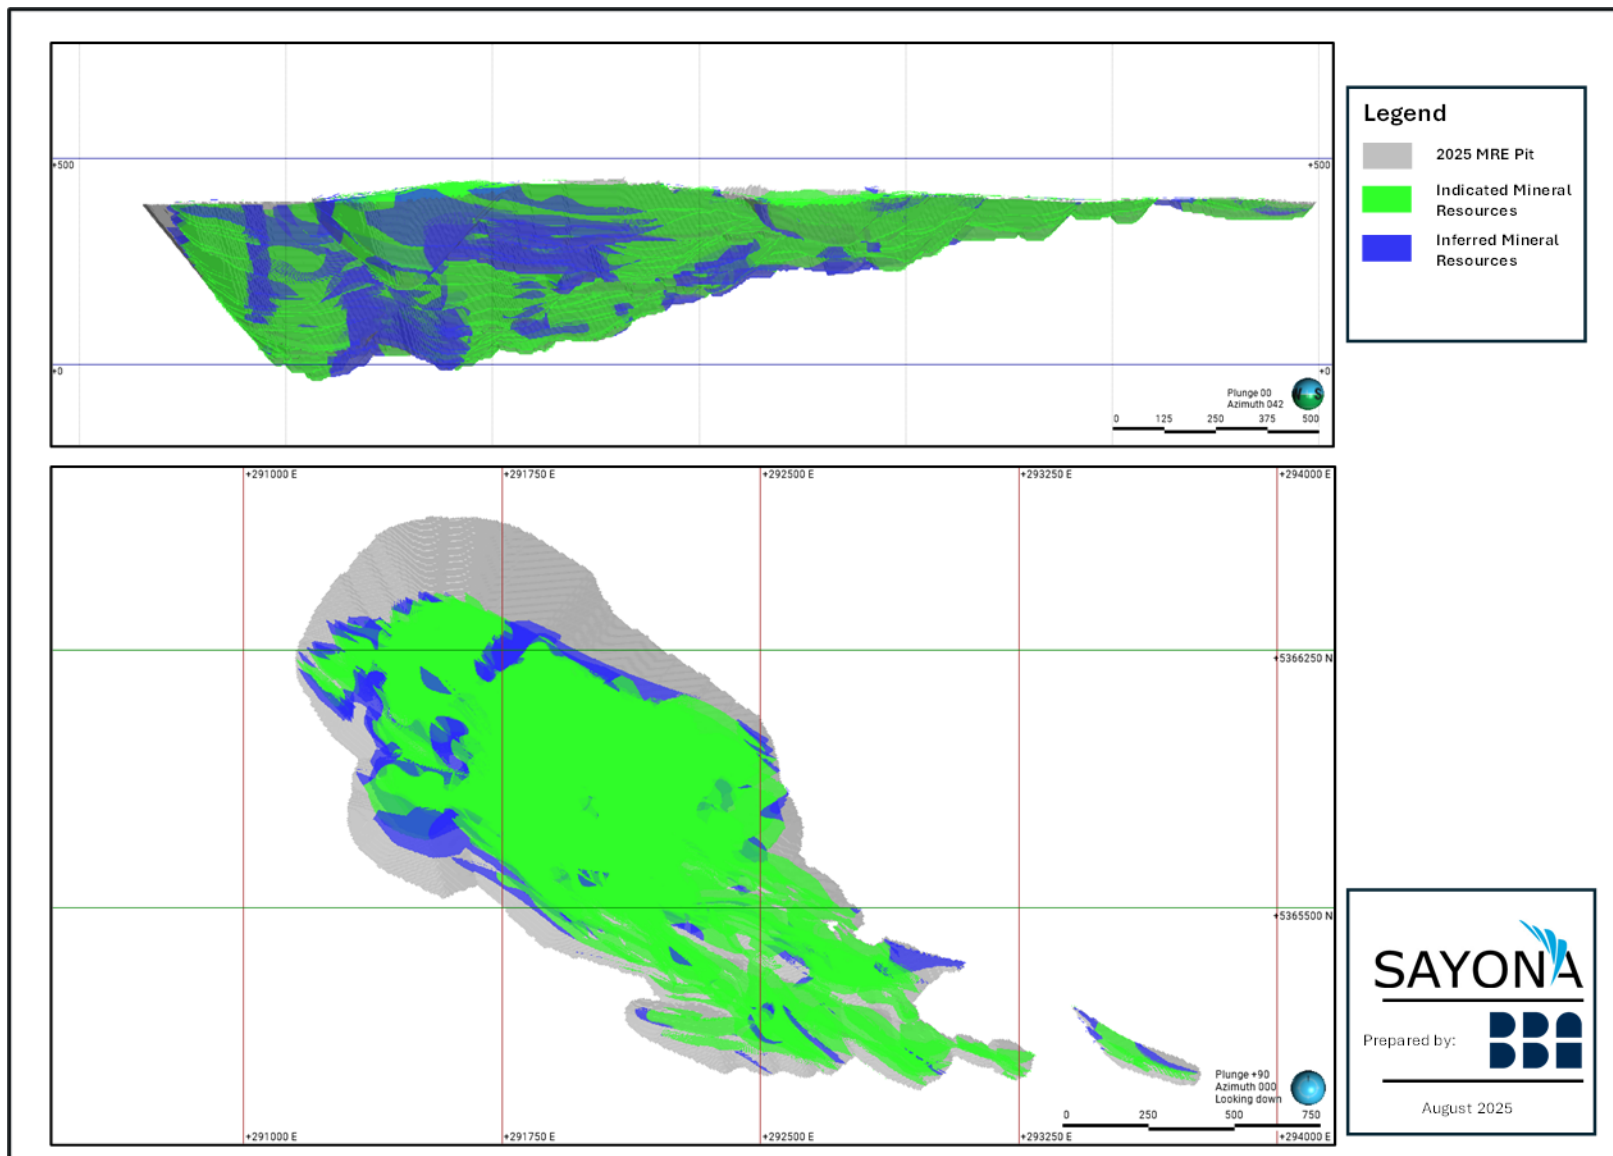 +500
+500
+0
+0
Plunge 00
Azimuth 042
0 125 250 375 500
Legend
2025 MRE Pit
Indicated Mineral
Resources
Inferred Mineral
Resources
+291000 E
+291750 E
+292500 E
+293250 E
+294000 E
+5366250 N
+5365500 N
Plunge +90
Azimuth 000
Looking down
0 250 500 750
+291000 E
+291750 E
+292500 E
+293250 E
+294000 E
SAYONA
Prepared by:
BBA
August 2025